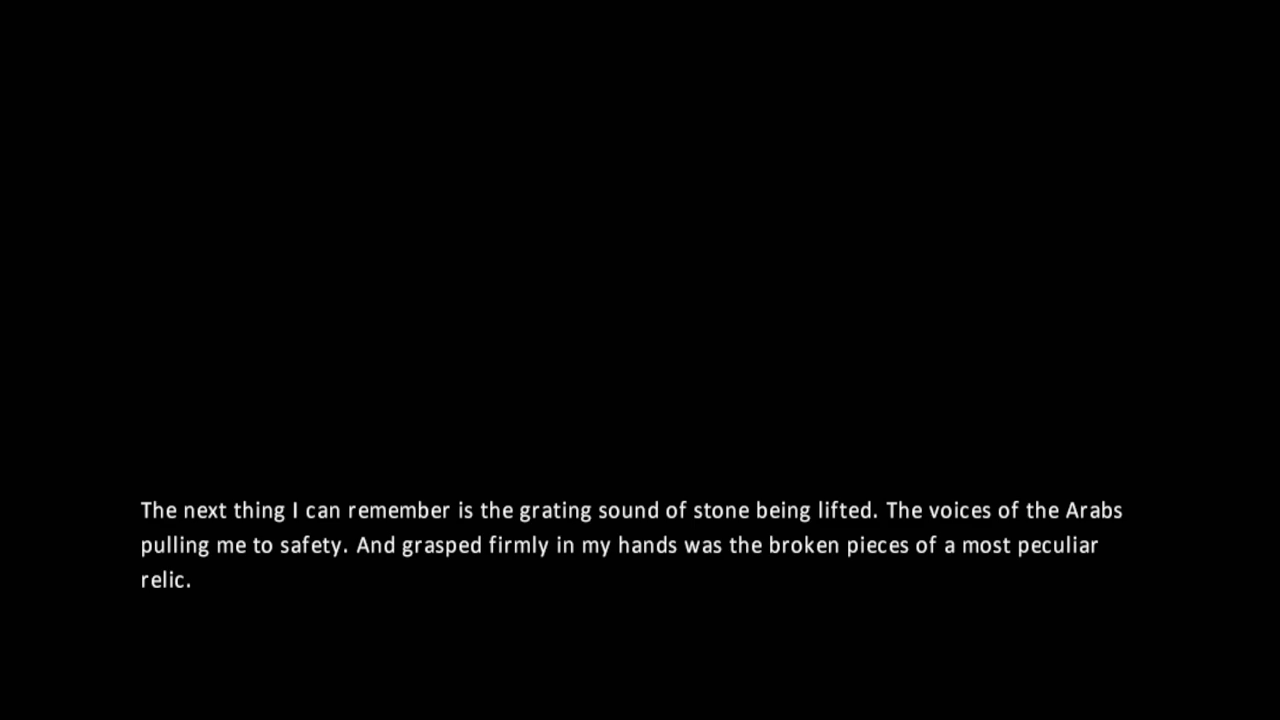 The next thing I can remember is the grating sound of stone being lifted. The voices of the Arabs
pulling me to safety. And grasped firmly in my hands was the broken pieces of a most peculiar
relic.